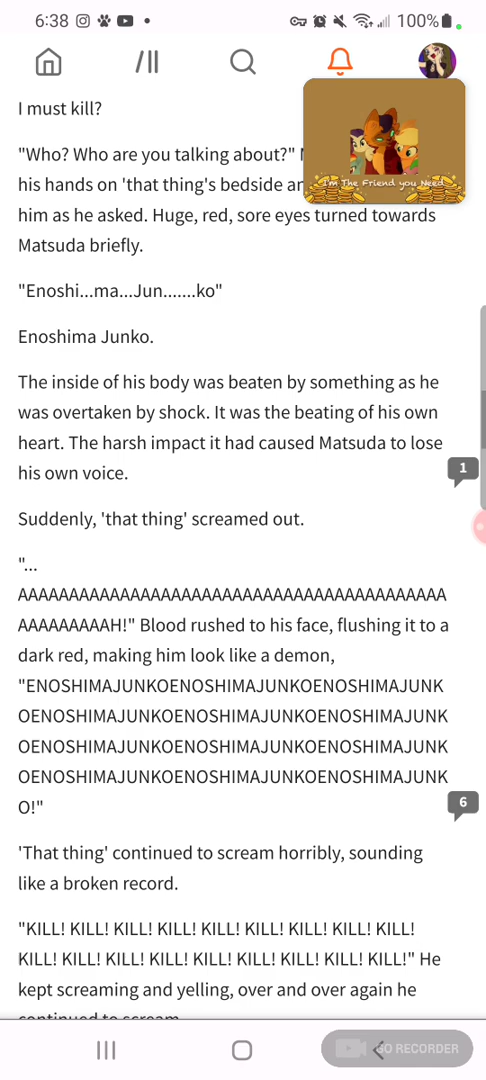 6:38
100%
I must kill?
"Who? Who are you talking about?"
his hands on 'that thing's bedside
I'm The Friend you Need
him as he asked. Huge, red, sore eyes turned towards
Matsuda briefly.
"Enoshi...ma...Jun.......ko"
Enoshima Junko.
The inside of his body was beaten by something as he
was overtaken by shock. It was the beating of his own
heart. The harsh impact it had caused Matsuda to lose
his own voice.
1
Suddenly, 'that thing' screamed out.
"...
AAAAAAAAAAAAAAAAAAAAAAAAAAAAAAAAAAAAAAAAAA
AAAAAAAAAH!" Blood rushed to his face, flushing it to a
dark red, making him look like a demon,
"ENOSHIMAJUNKOENOSHIMAJUNKOENOSHIMAJUNK
OENOSHIMAJUNKOENOSHIMAJUNKOENOSHIMAJUNK
OENOSHIMAJUNKOENOSHIMAJUNKOENOSHIMAJUNK
OENOSHIMAJUNKOENOSHIMAJUNKOENOSHIMAJUNK
O!"
6
'That thing' continued to scream horribly, sounding
like a broken record.
"KILL! KILL! KILL! KILL! KILL! KILL! KILL! KILL! KILL!
KILL! KILL! KILL! KILL! KILL! KILL! KILL! KILL! KILL!" He
kept screaming and yelling, over and over again he
continued to scream
GO RECORDER